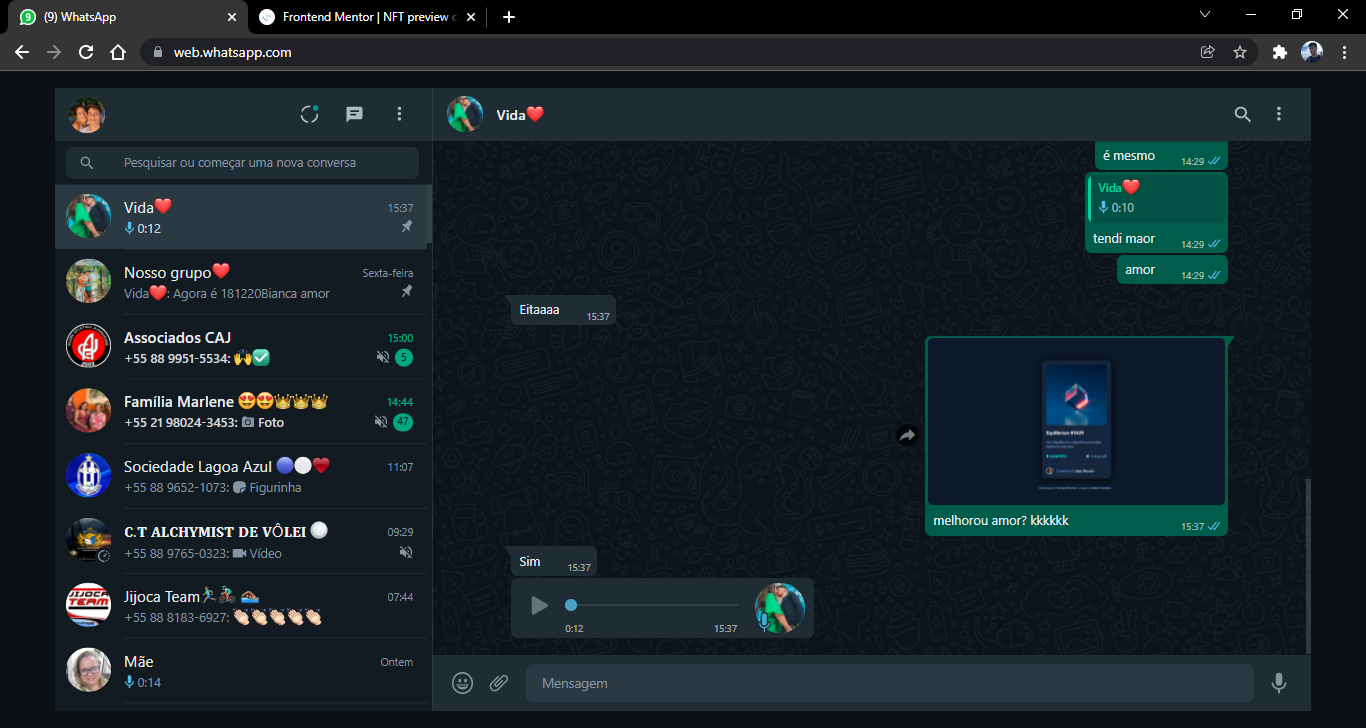 (9) WhatsApp
Frontend Mentor | NFT preview c
web.whatsapp.com
Vida❤️
Pesquisar ou começar uma nova conversa
Vida❤️ 15:37
0:12
Nosso grupo❤️ Sexta-feira
Vida❤️: Agora é 181220Bianca amor
Associados CAJ 15:00
+55 88 9951-5534: 🙌✅ 5
Família Marlene 😍😍👑👑👑 14:44
+55 21 98024-3453: 📷 Foto 47
Sociedade Lagoa Azul 🔵⚪❤️ 11:07
+55 88 9652-1073: Figurinha
𝐂.𝐓 𝐀𝐋𝐂𝐇𝐘𝐌𝐈𝐒𝐓 𝐃𝐄 𝐕Ô𝐋𝐄𝐈 🏐 09:29
+55 88 9765-0323: Vídeo
JIJOCA
TEAM
Jijoca Team🏃🏻‍♂️🚴🏻 🏊🏻 07:44
+55 88 8183-6927: 👏🏻👏🏻👏🏻👏🏻👏🏻
Mãe Ontem
0:14
é mesmo 14:29
Vida❤️
0:10
tendi maor 14:29
amor 14:29
Eitaaaa 15:37
Equilibrium #3429
melhorou amor? kkkkkk 15:37
Sim 15:37
0:12 15:37
Mensagem